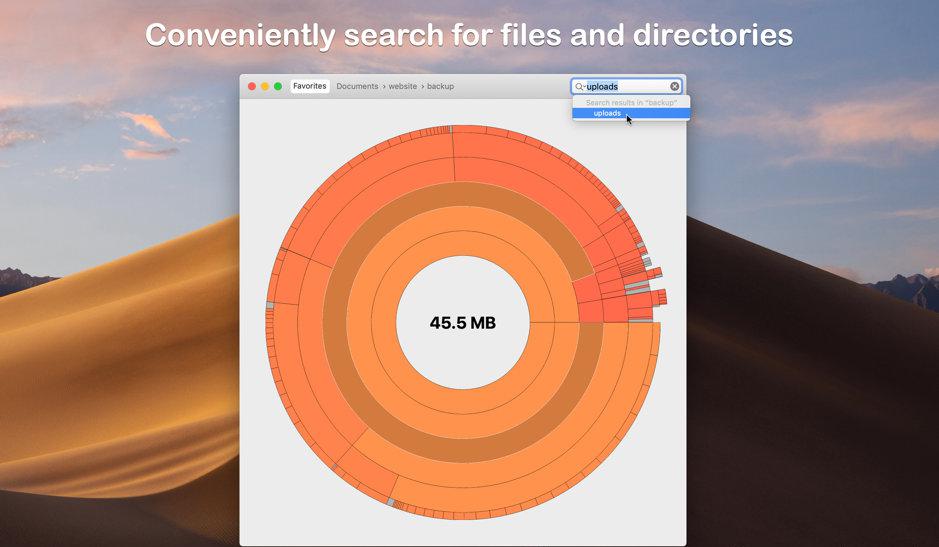 Conveniently search for files and directories
Favorites Documents › website › backup
uploads
Search results in "backup"
uploads
45.5 MB